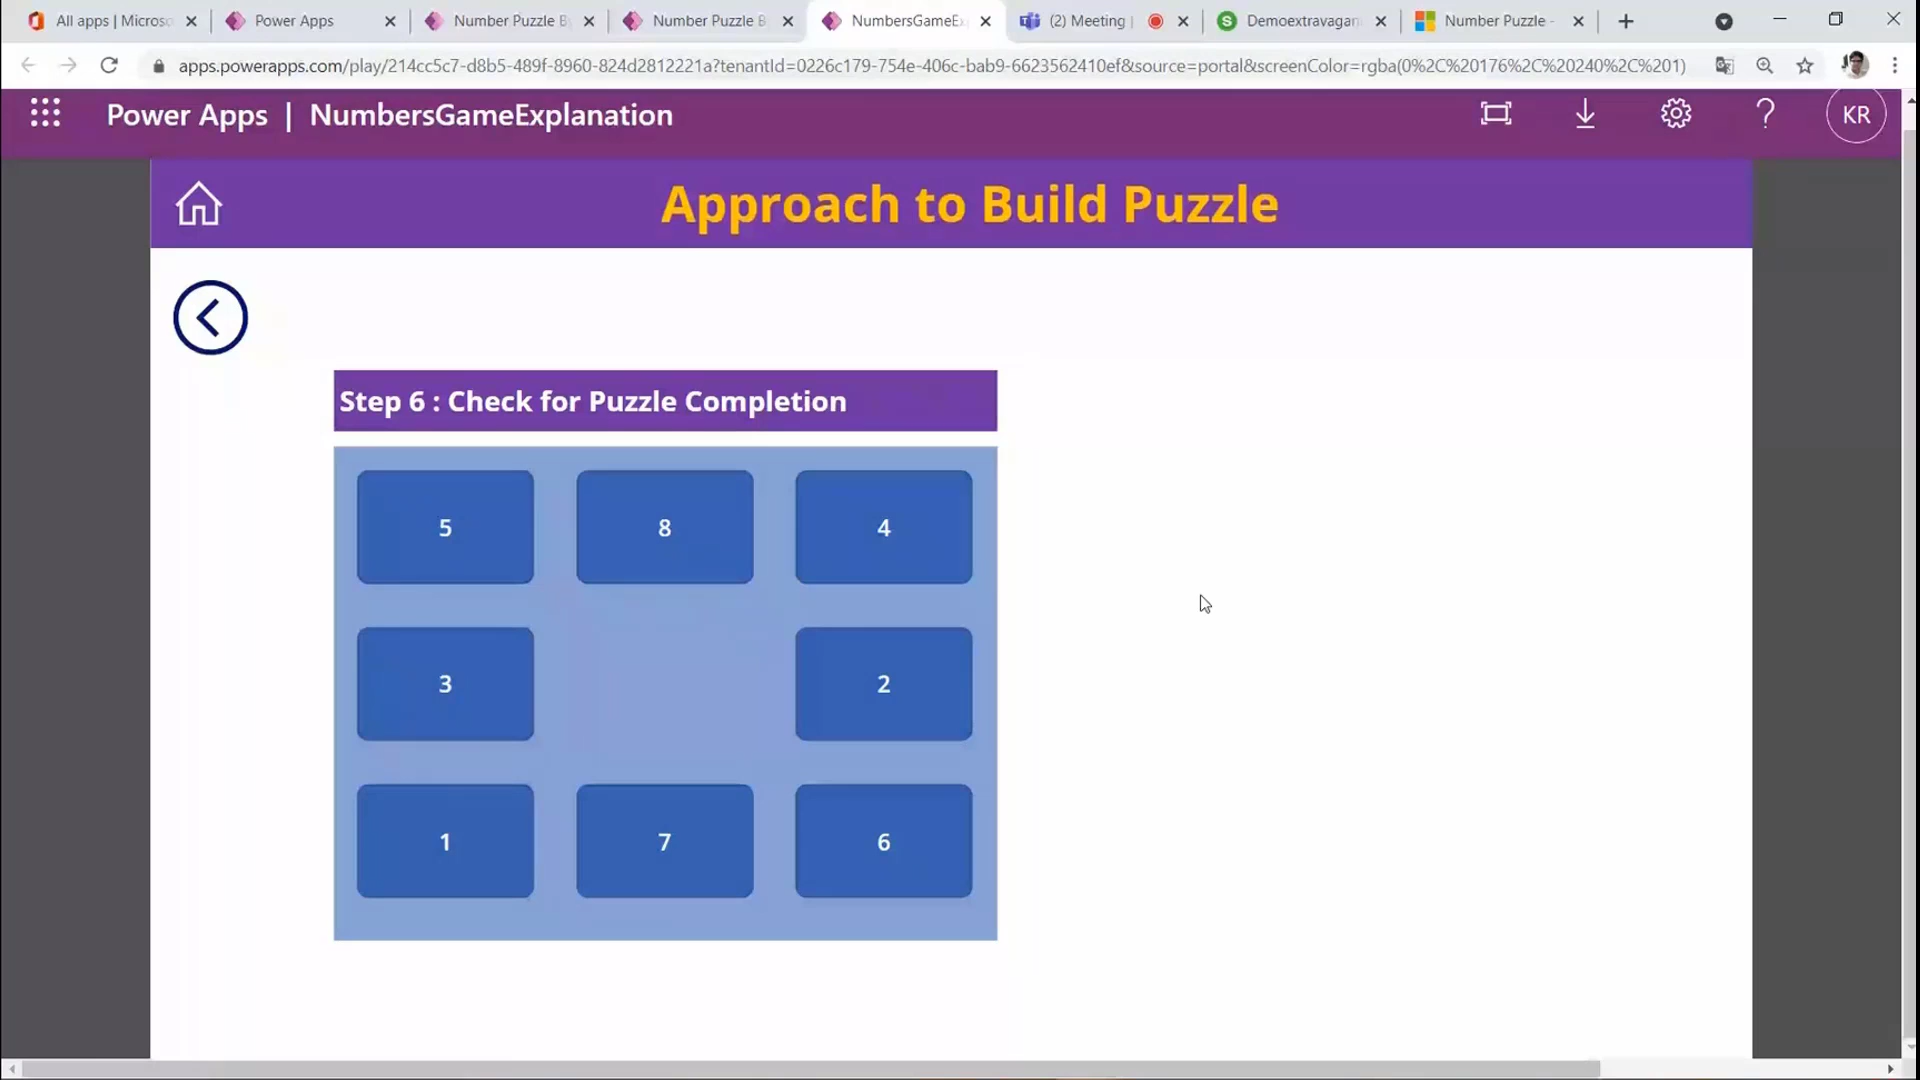 All apps | Microso
Power Apps
Number Puzzle B
Number Puzzle B
NumbersGameEx
(2) Meeting |
Demoextravagan
Number Puzzle -
apps.powerapps.com/play/214cc5c7-d8b5-489f-8960-824d2812221a?tenantId=0226c179-754e-406c-bab9-6623562410ef&source=portal&screenColor=rgba(0%2C%20176%2C%20240%2C%201)
Power Apps | NumbersGameExplanation
KR
Approach to Build Puzzle
Step 6 : Check for Puzzle Completion
5 8 4
3 2
1 7 6